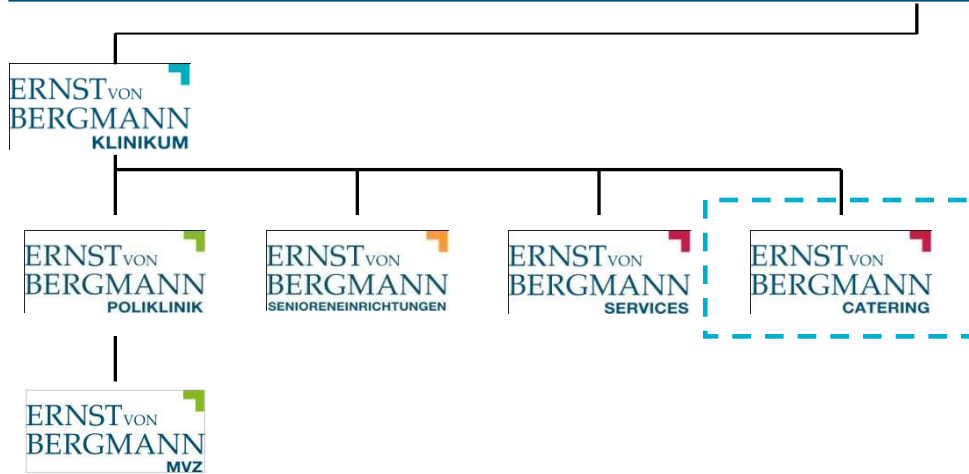 ERNST VON
BERGMANN
KLINIKUM
ERNST VON
BERGMANN
POLIKLINIK
ERNST VON
BERGMANN
SENIORENEINRICHTUNGEN
ERNST VON
BERGMANN
SERVICES
ERNST VON
BERGMANN
CATERING
ERNST VON
BERGMANN
MVZ